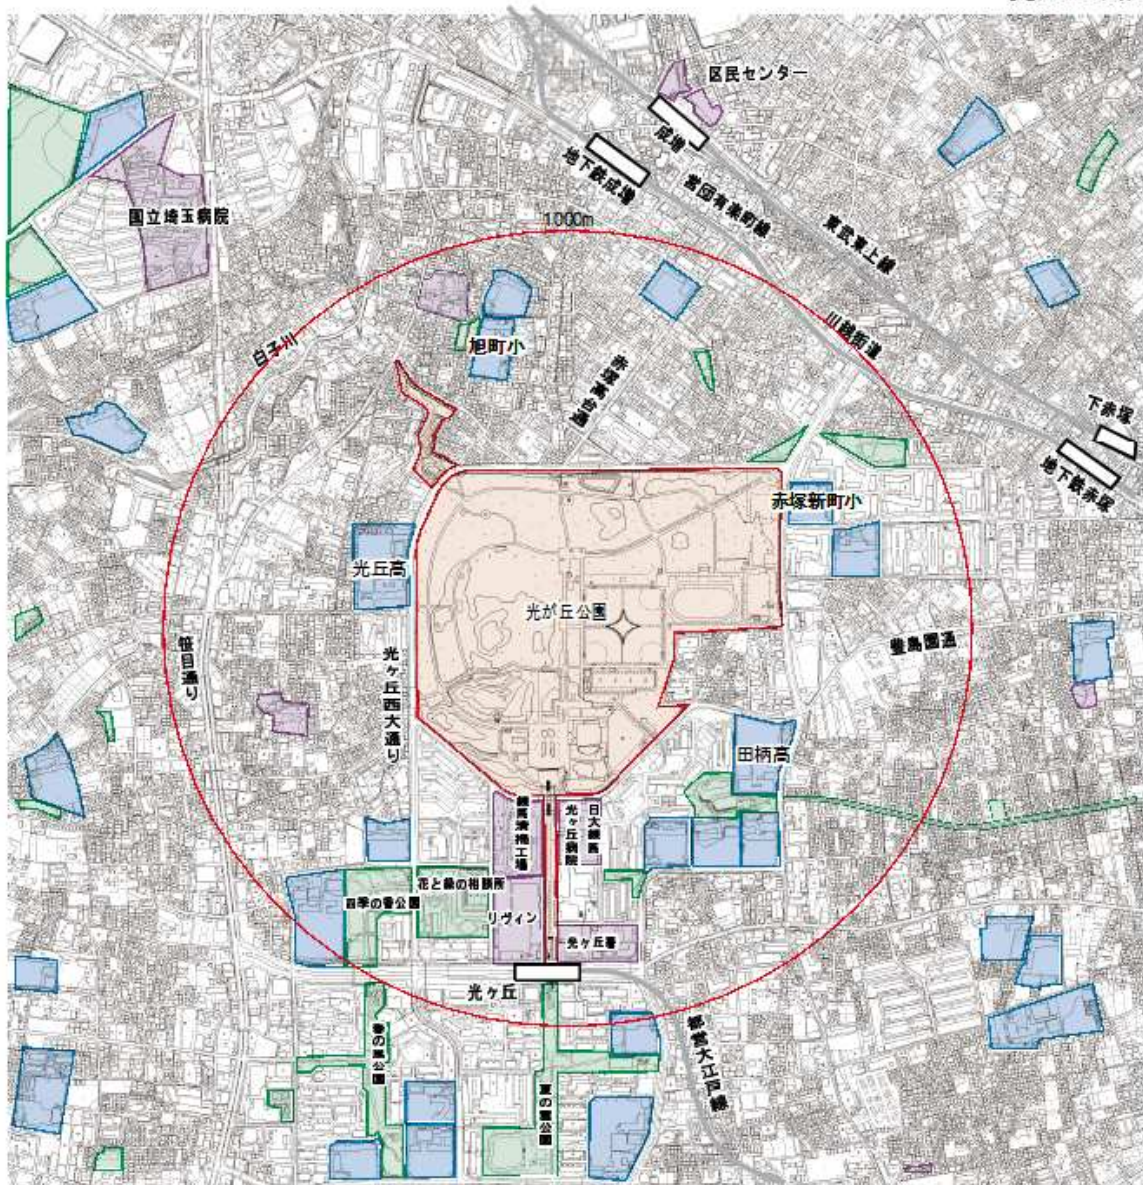 区民センター
成増
地下鉄成増
営団有楽町線
東武東上線
国立埼玉病院
1000m
白子川
旭町小
川越街道
赤塚高台通
下赤塚
地下鉄赤塚
赤塚新町小
光丘高
光が丘公園
笹目通り
光ヶ丘西大通り
豊島園通
田柄高
練馬清掃工場
光ヶ丘病院
日大練馬
花と緑の相談所
四季の香公園
リヴィン
光ヶ丘署
光ヶ丘
春の風公園
夏の雲公園
都営大江戸線